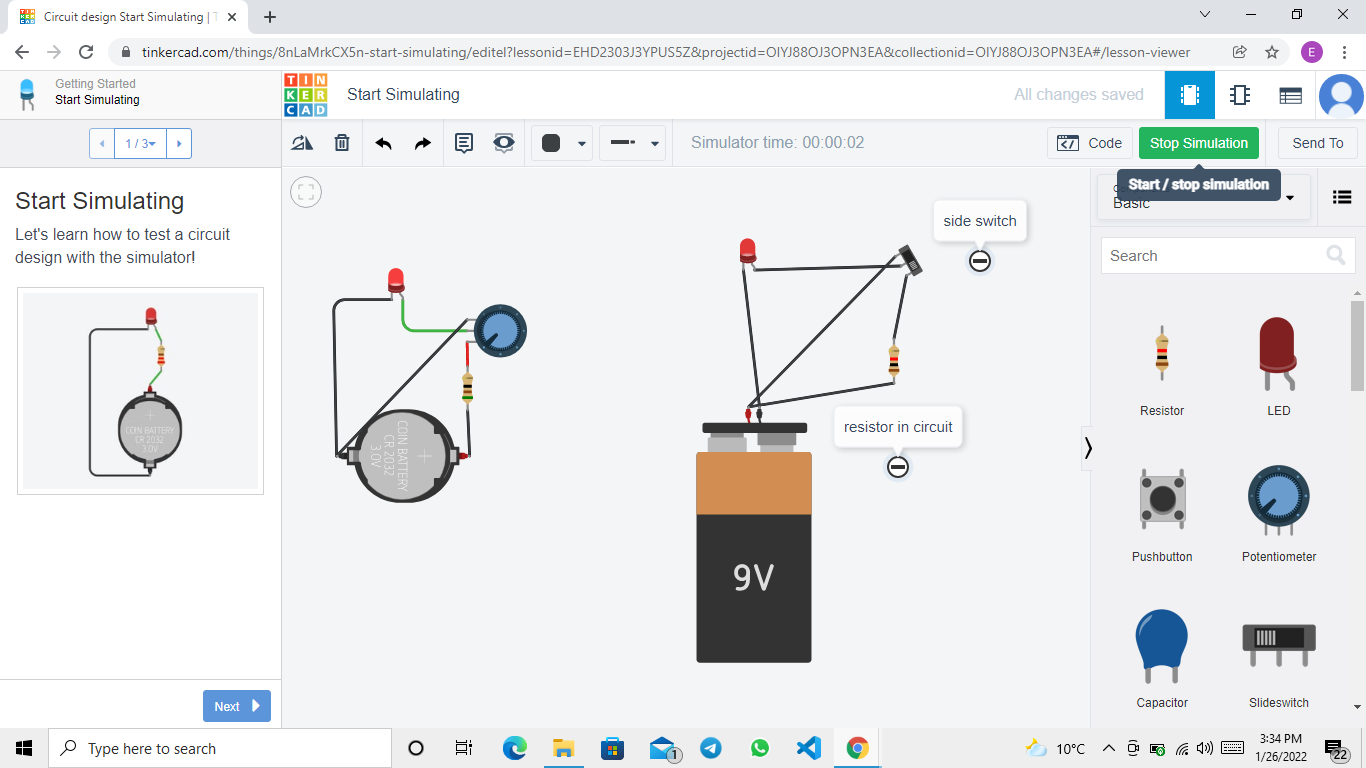 Circuit design Start Simulating | T
tinkercad.com/things/8nLaMrkCX5n-start-simulating/editel?lessonid=EHD2303J3YPUS5Z&projectid=OIYJ88OJ3OPN3EA&collectionid=OIYJ88OJ3OPN3EA#/lesson-viewer
E
Getting Started
Start Simulating
TIN
KER
CAD
Start Simulating
All changes saved
1 / 3
Simulator time: 00:00:02
Code
Stop Simulation
Send To
Start / stop simulation
Basic
Search
Start Simulating
Let's learn how to test a circuit
design with the simulator!
COIN BATTERY
CR 2032
3.0V
side switch
resistor in circuit
COIN BATTERY
CR 2032
3.0V
9V
Resistor
LED
Pushbutton
Potentiometer
Capacitor
Slideswitch
Next
Type here to search
1
10°C
3:34 PM
1/26/2022
22